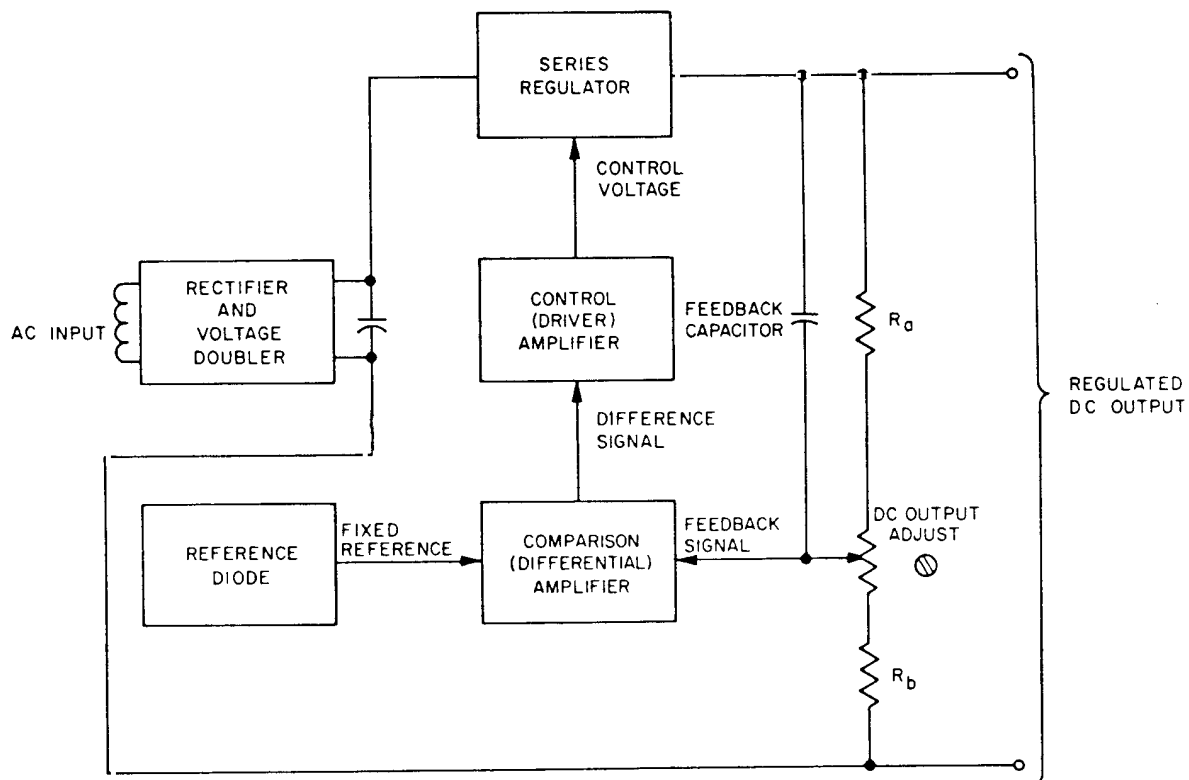 SERIES
REGULATOR
CONTROL
VOLTAGE
RECTIFIER
AND
VOLTAGE
DOUBLER
AC INPUT
CONTROL
(DRIVER)
AMPLIFIER
FEEDBACK
CAPACITOR
Ra
REGULATED
DC OUTPUT
DIFFERENCE
SIGNAL
REFERENCE
DIODE
FIXED
REFERENCE
COMPARISON
(DIFFERENTIAL)
AMPLIFIER
FEEDBACK
SIGNAL
DC OUTPUT
ADJUST
Rb